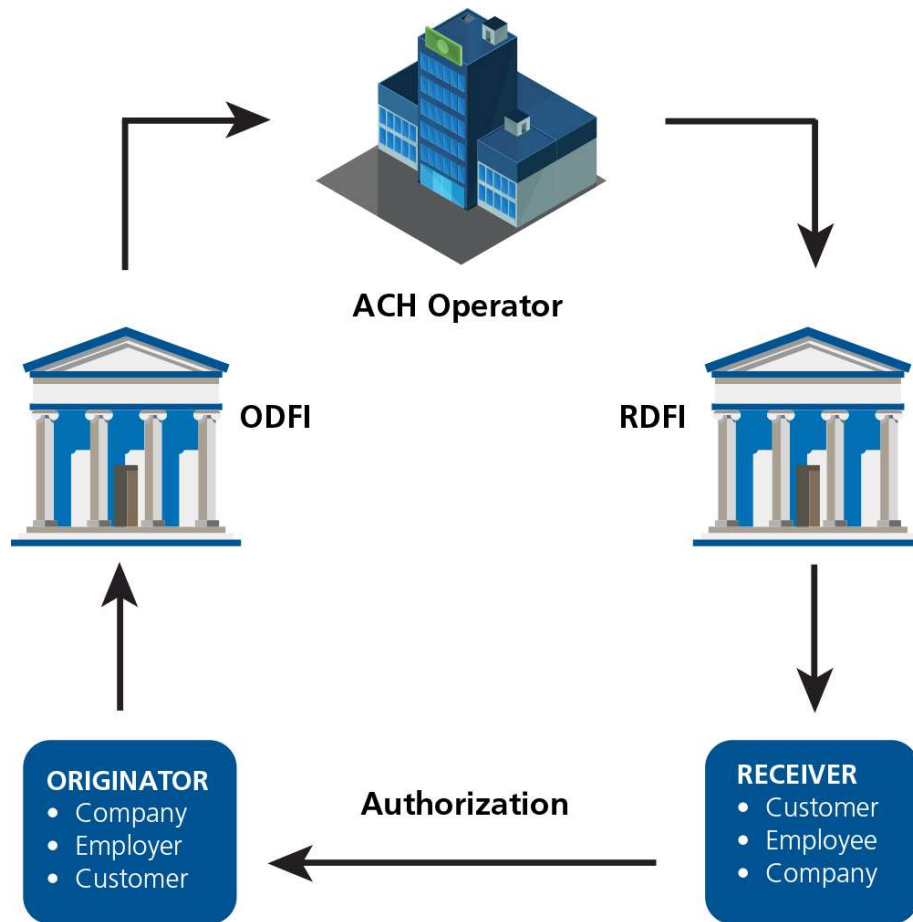 ACH Operator
ODFI
RDFI
ORIGINATOR
• Company
• Employer
• Customer
Authorization
RECEIVER
• Customer
• Employee
• Company